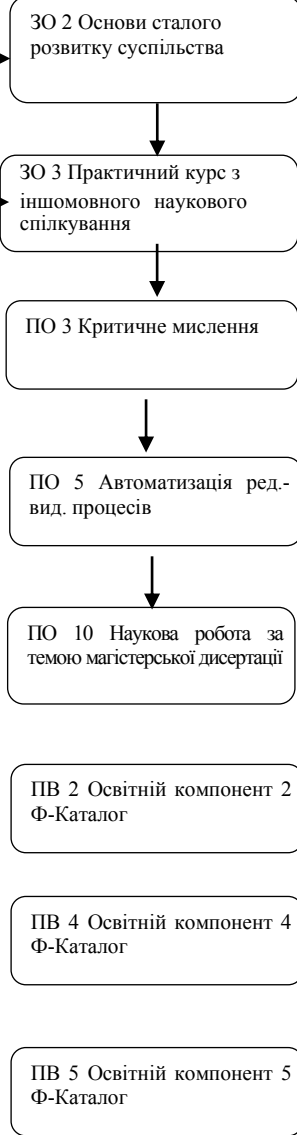 ЗО 2 Основи сталого
розвитку суспільства
ЗО 3 Практичний курс з
іншомовного наукового
спілкування
ПО 3 Критичне мислення
ПО 5 Автоматизація ред.-
вид. процесів
ПО 10 Наукова робота за
темою магістерської дисертації
ПВ 2 Освітній компонент 2
Ф-Каталог
ПВ 4 Освітній компонент 4
Ф-Каталог
ПВ 5 Освітній компонент 5
Ф-Каталог